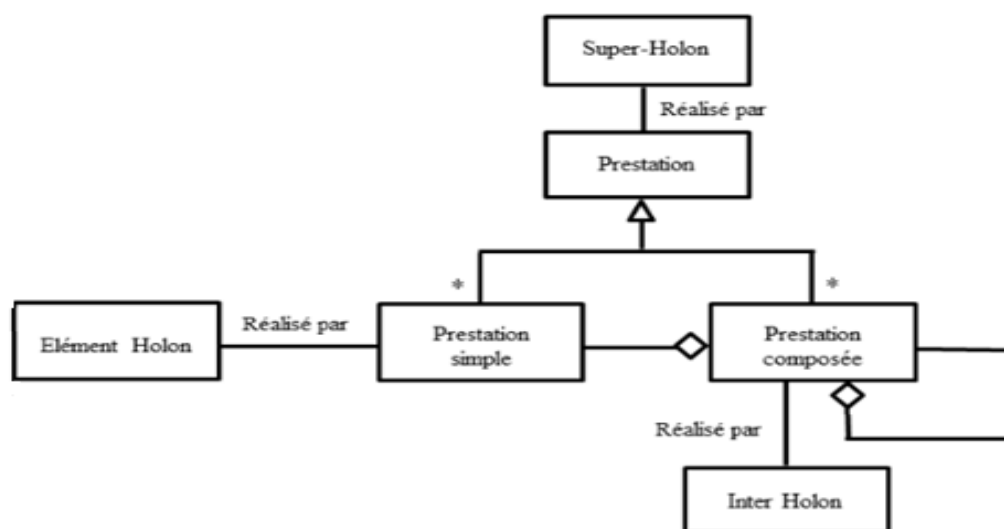 Super-Holon
Réalisé par
Prestation
*
*
Elément Holon
Réalisé par
Prestation
simple
Prestation
composée
Réalisé par
Inter Holon